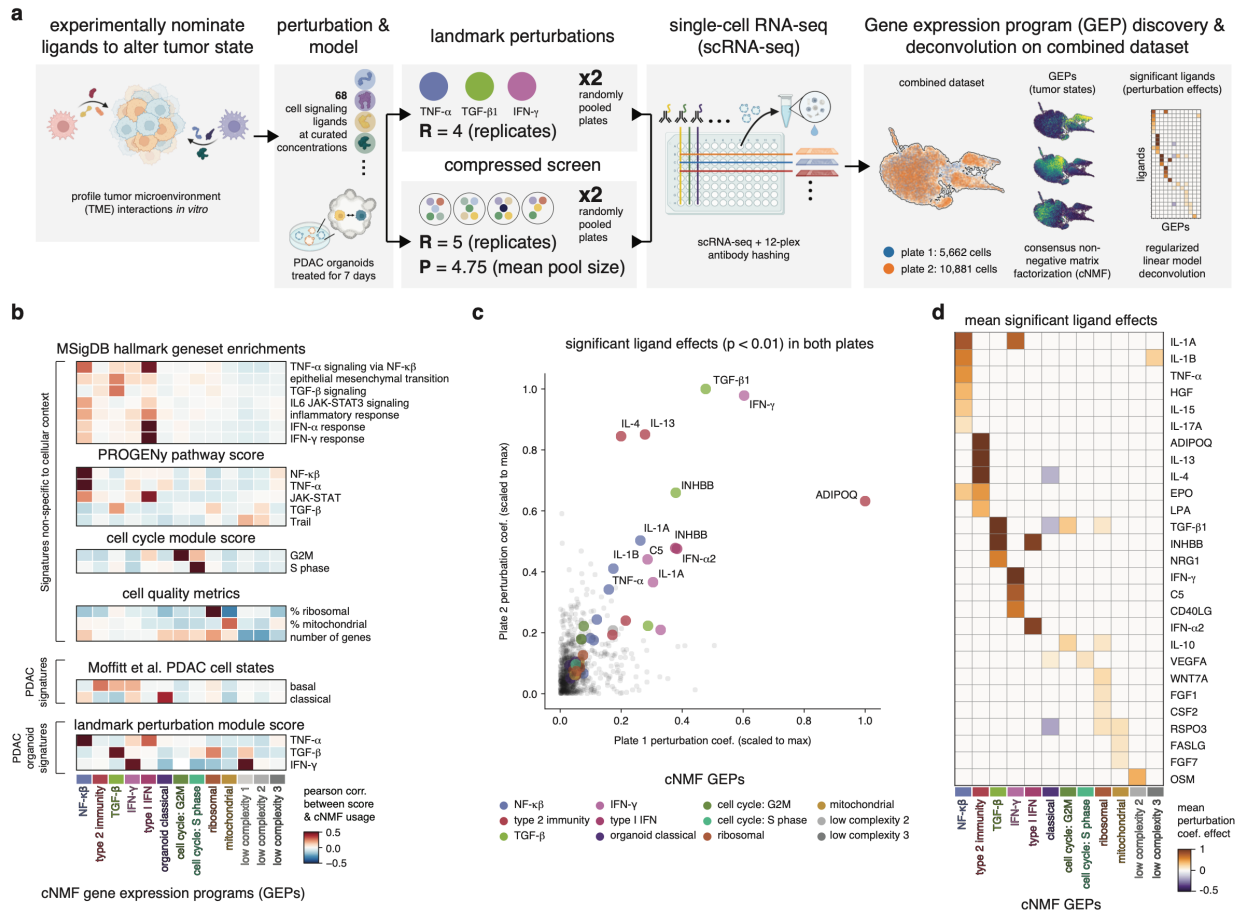 a
experimentally nominate
ligands to alter tumor state
profile tumor microenvironment
(TME) interactions in vitro
perturbation &
model
68
cell signaling
ligands
at curated
concentrations
PDAC organoids
treated for 7 days
landmark perturbations
TNF-α TGF-β1 IFN-γ
R = 4 (replicates)
x2
randomly
pooled
plates
compressed screen
R = 5 (replicates)
P = 4.75 (mean pool size)
x2
randomly
pooled
plates
single-cell RNA-seq
(scRNA-seq)
scRNA-seq + 12-plex
antibody hashing
Gene expression program (GEP) discovery &
deconvolution on combined dataset
combined dataset
plate 1: 5,662 cells
plate 2: 10,881 cells
GEPs
(tumor states)
consensus non-
negative matrix
factorization (cNMF)
significant ligands
(perturbation effects)
ligands
GEPs
regularized
linear model
deconvolution
b
MSigDB hallmark geneset enrichments
TNF-α signaling via NF-κβ
epithelial mesenchymal transition
TGF-β signaling
IL6 JAK-STAT3 signaling
inflammatory response
IFN-α response
IFN-γ response
PROGENy pathway score
NF-κβ
TNF-α
JAK-STAT
TGF-β
Trail
cell cycle module score
G2M
S phase
cell quality metrics
% ribosomal
% mitochondrial
number of genes
Signatures non-specific to cellular context
Moffitt et al. PDAC cell states
basal
classical
PDAC
signatures
landmark perturbation module score
TNF-α
TGF-β
IFN-γ
PDAC
organoid
signatures
NF-κβ
type 2 immunity
TGF-β
IFN-γ
type I IFN
organoid classical
cell cycle: G2M
cell cycle: S phase
ribosomal
mitochondrial
low complexity 1
low complexity 2
low complexity 3
pearson corr.
between score
& cNMF usage
0.5
0.0
−0.5
cNMF gene expression programs (GEPs)
c
significant ligand effects (p < 0.01) in both plates
Plate 2 perturbation coef. (scaled to max)
1.0
0.8
0.6
0.4
0.2
0.0
TGF-β1
IFN-γ
IL-4
IL-13
INHBB
ADIPOQ
IL-1A
INHBB
IL-1B
C5
IFN-α2
TNF-α
IL-1A
0.0 0.2 0.4 0.6 0.8 1.0
Plate 1 perturbation coef. (scaled to max)
cNMF GEPs
NF-κβ
type 2 immunity
TGF-β
IFN-γ
type I IFN
organoid classical
cell cycle: G2M
cell cycle: S phase
ribosomal
mitochondrial
low complexity 2
low complexity 3
d
mean significant ligand effects
IL-1A
IL-1B
TNF-α
HGF
IL-15
IL-17A
ADIPOQ
IL-13
IL-4
EPO
LPA
TGF-β1
INHBB
NRG1
IFN-γ
C5
CD40LG
IFN-α2
IL-10
VEGFA
WNT7A
FGF1
CSF2
RSPO3
FASLG
FGF7
OSM
NF-κβ
type 2 immunity
TGF-β
IFN-γ
type I IFN
classical
cell cycle: G2M
cell cycle: S phase
ribosomal
mitochondrial
low complexity 2
low complexity 3
mean
perturbation
coef. effect
1
0
-0.5
cNMF GEPs